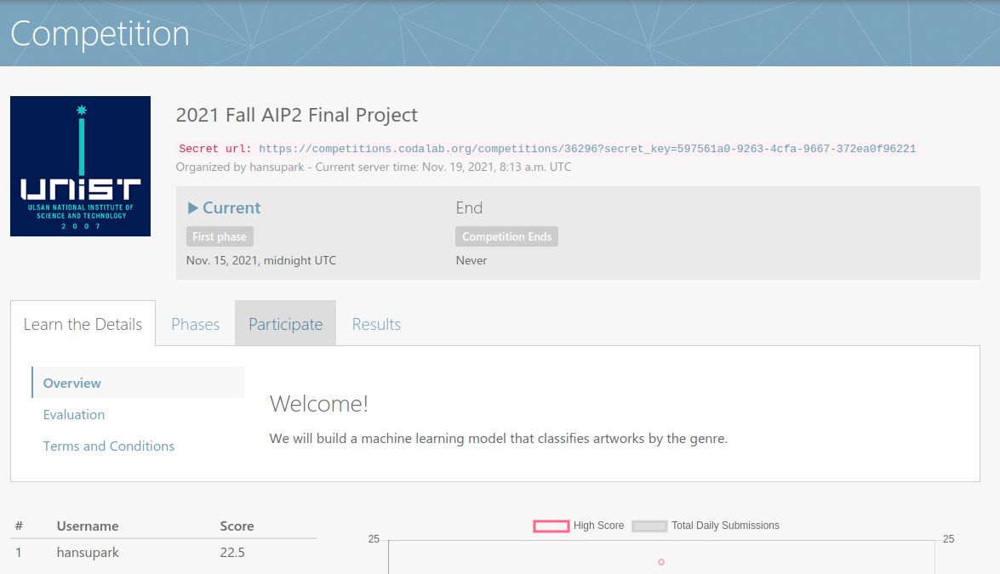 Competition
UNIST
ULSAN NATIONAL INSTITUTE OF
SCIENCE AND TECHNOLOGY
2 0 0 7
2021 Fall AIP2 Final Project
Secret url: https://competitions.codalab.org/competitions/36296?secret_key=597561a0-9263-4cfa-9667-372ea0f96221
Organized by hansupark - Current server time: Nov. 19, 2021, 8:13 a.m. UTC
Current
First phase
Nov. 15, 2021, midnight UTC
End
Competition Ends
Never
Learn the Details
Phases
Participate
Results
Overview
Evaluation
Terms and Conditions
Welcome!
We will build a machine learning model that classifies artworks by the genre.
# Username Score
1 hansupark 22.5
High Score Total Daily Submissions
25 25